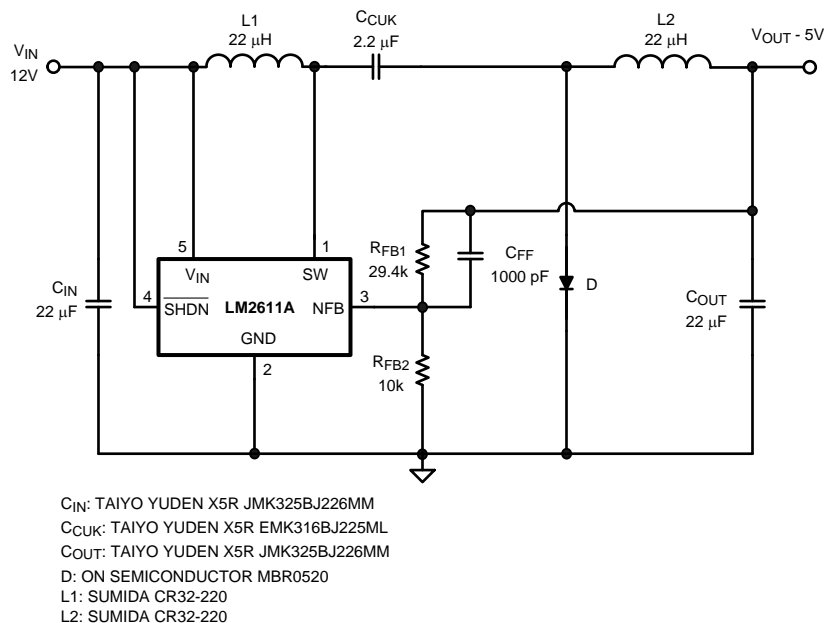 L1
22 μH
CCUK
2.2 μF
L2
22 μH
VIN
12V
VOUT - 5V
5
1
VIN
SW
RFB1
29.4k
CFF
1000 pF
CIN
22 μF
4
SHDN
LM2611A
NFB
3
D
COUT
22 μF
GND
2
RFB2
10k
CIN: TAIYO YUDEN X5R JMK325BJ226MM
CCUK: TAIYO YUDEN X5R EMK316BJ225ML
COUT: TAIYO YUDEN X5R JMK325BJ226MM
D: ON SEMICONDUCTOR MBR0520
L1: SUMIDA CR32-220
L2: SUMIDA CR32-220